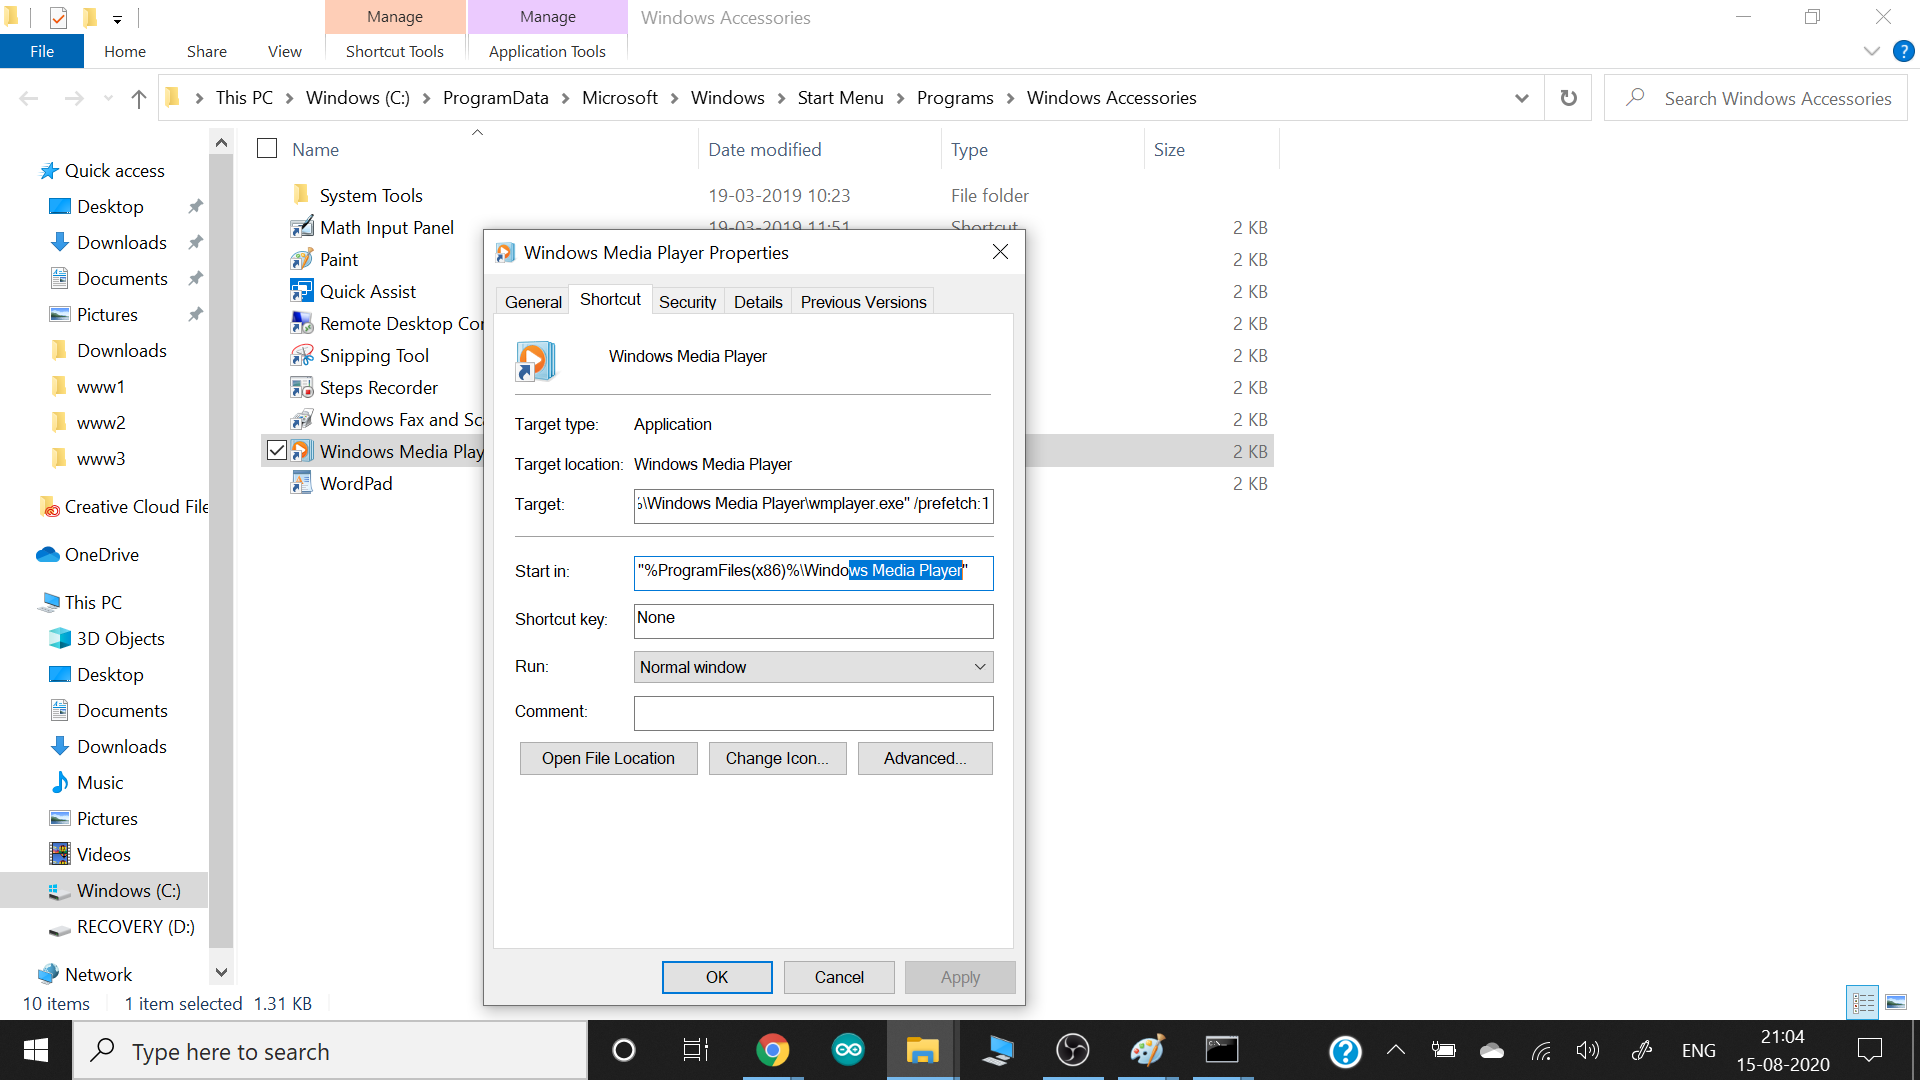 Manage
Manage
Windows Accessories
File
Home
Share
View
Shortcut Tools
Application Tools
?
This PC
Windows (C:)
ProgramData
Microsoft
Windows
Start Menu
Programs
Windows Accessories
Search Windows Accessories
Name
Date modified
Type
Size
Quick access
Desktop
Downloads
Documents
Pictures
Downloads
www1
www2
www3
Creative Cloud File
OneDrive
This PC
3D Objects
Desktop
Documents
Downloads
Music
Pictures
Videos
Windows (C:)
RECOVERY (D:)
Network
System Tools 19-03-2019 10:23 File folder
Math Input Panel 19-03-2019 11:51 Shortcut 2 KB
Paint 2 KB
Quick Assist 2 KB
Remote Desktop Cor 2 KB
Snipping Tool 2 KB
Steps Recorder 2 KB
Windows Fax and Sc 2 KB
Windows Media Play 2 KB
WordPad 2 KB
Windows Media Player Properties
General
Shortcut
Security
Details
Previous Versions
Windows Media Player
Target type: Application
Target location: Windows Media Player
Target: %\Windows Media Player\wmplayer.exe" /prefetch:1
Start in: "%ProgramFiles(x86)%\Windows Media Player"
Shortcut key: None
Run: Normal window
Comment:
Open File Location
Change Icon...
Advanced...
OK
Cancel
Apply
10 items
1 item selected 1.31 KB
Type here to search
?
ENG
21:04
15-08-2020